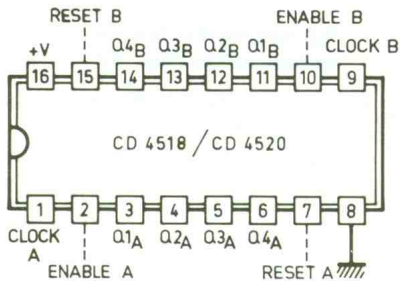 RESET B ENABLE B
+V Q4B Q3B Q2B Q1B CLOCK B
16 15 14 13 12 11 10 9
CD 4518 / CD 4520
1 2 3 4 5 6 7 8
CLOCK A Q1A Q2A Q3A Q4A
ENABLE A RESET A